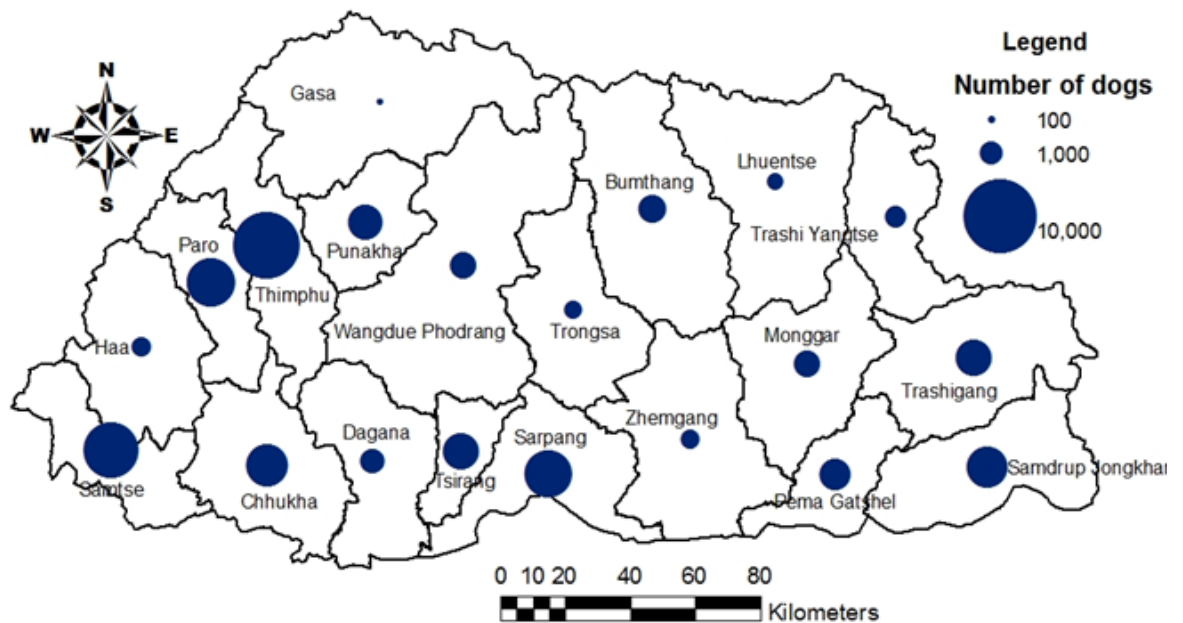 Legend
Number of dogs
100
1,000
10,000
N
W E
S
Gasa
Lhuentse
Bumthang
Trashi Yangtse
Paro
Punakha
Thimphu
Wangdue Phodrang
Trongsa
Monggar
Haa
Trashigang
Zhemgang
Dagana
Sarpang
Samdrup Jongkhar
Tsirang
Samtse
Chhukha
Pema Gatshel
0 10 20 40 60 80
Kilometers